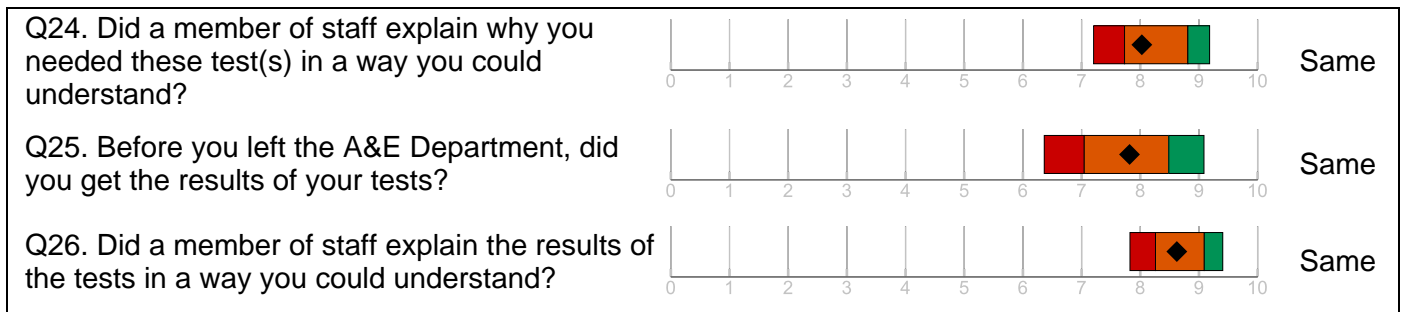 Q24. Did a member of staff explain why you
needed these test(s) in a way you could
understand?
0 1 2 3 4 5 6 7 8 9 10
Same
Q25. Before you left the A&E Department, did
you get the results of your tests?
0 1 2 3 4 5 6 7 8 9 10
Same
Q26. Did a member of staff explain the results of
the tests in a way you could understand?
0 1 2 3 4 5 6 7 8 9 10
Same